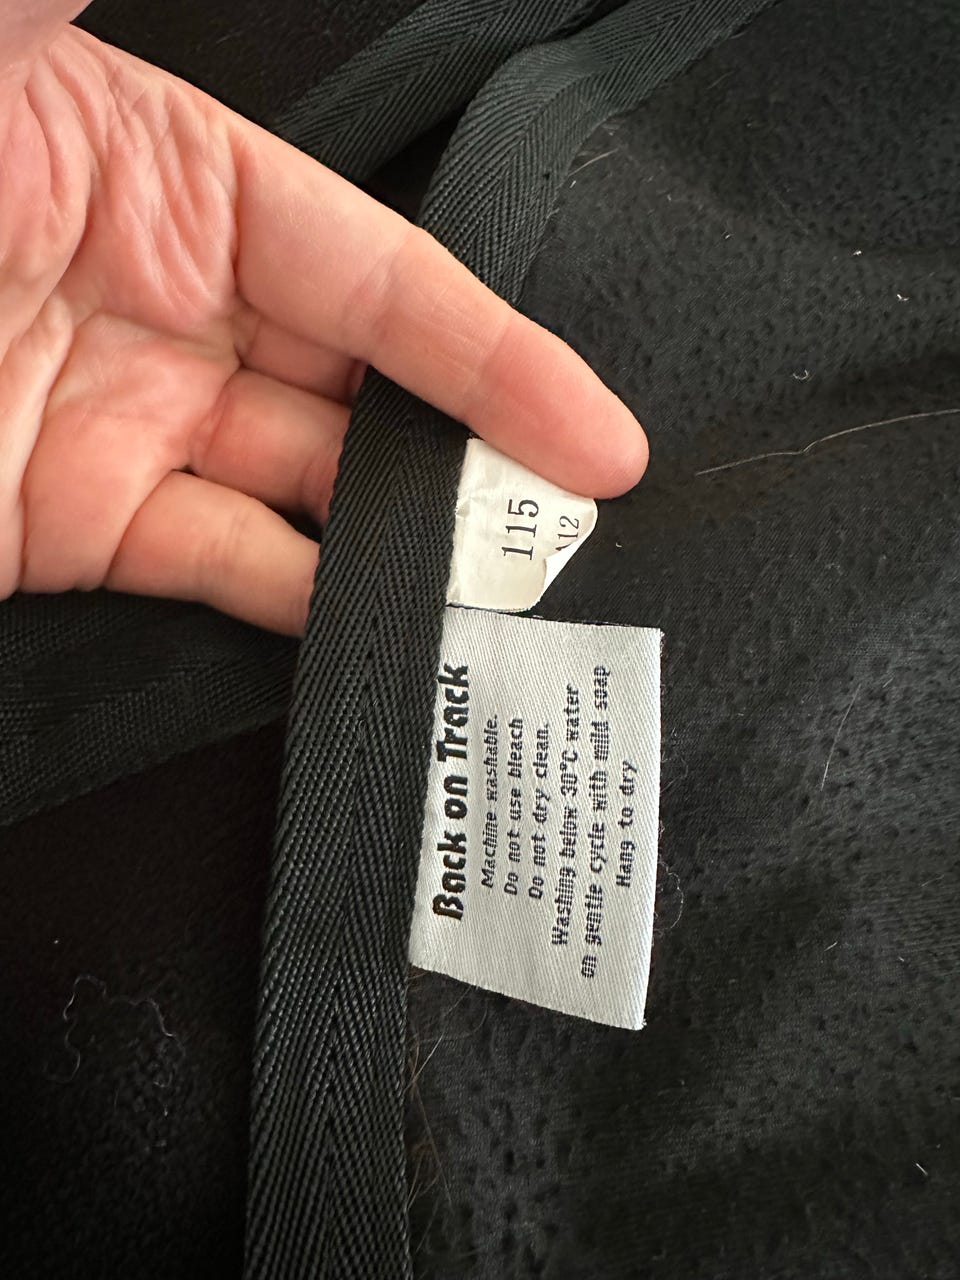 115
12
Back on Track
Machine washable.
Do not use bleach
Do not dry clean.
Washing below 30°C water
on gentle cycle with mild soap
Hang to dry